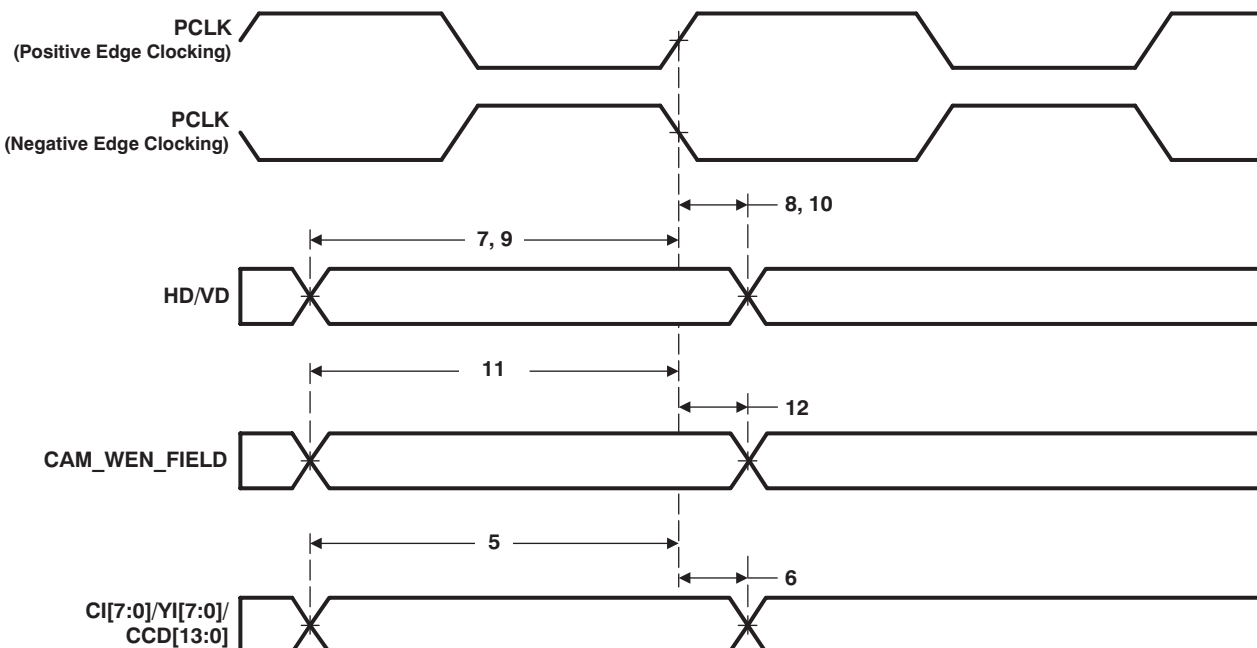 PCLK
(Positive Edge Clocking)
PCLK
(Negative Edge Clocking)
8, 10
7, 9
HD/VD
11
12
CAM_WEN_FIELD
5
6
CI[7:0]/YI[7:0]/
CCD[13:0]